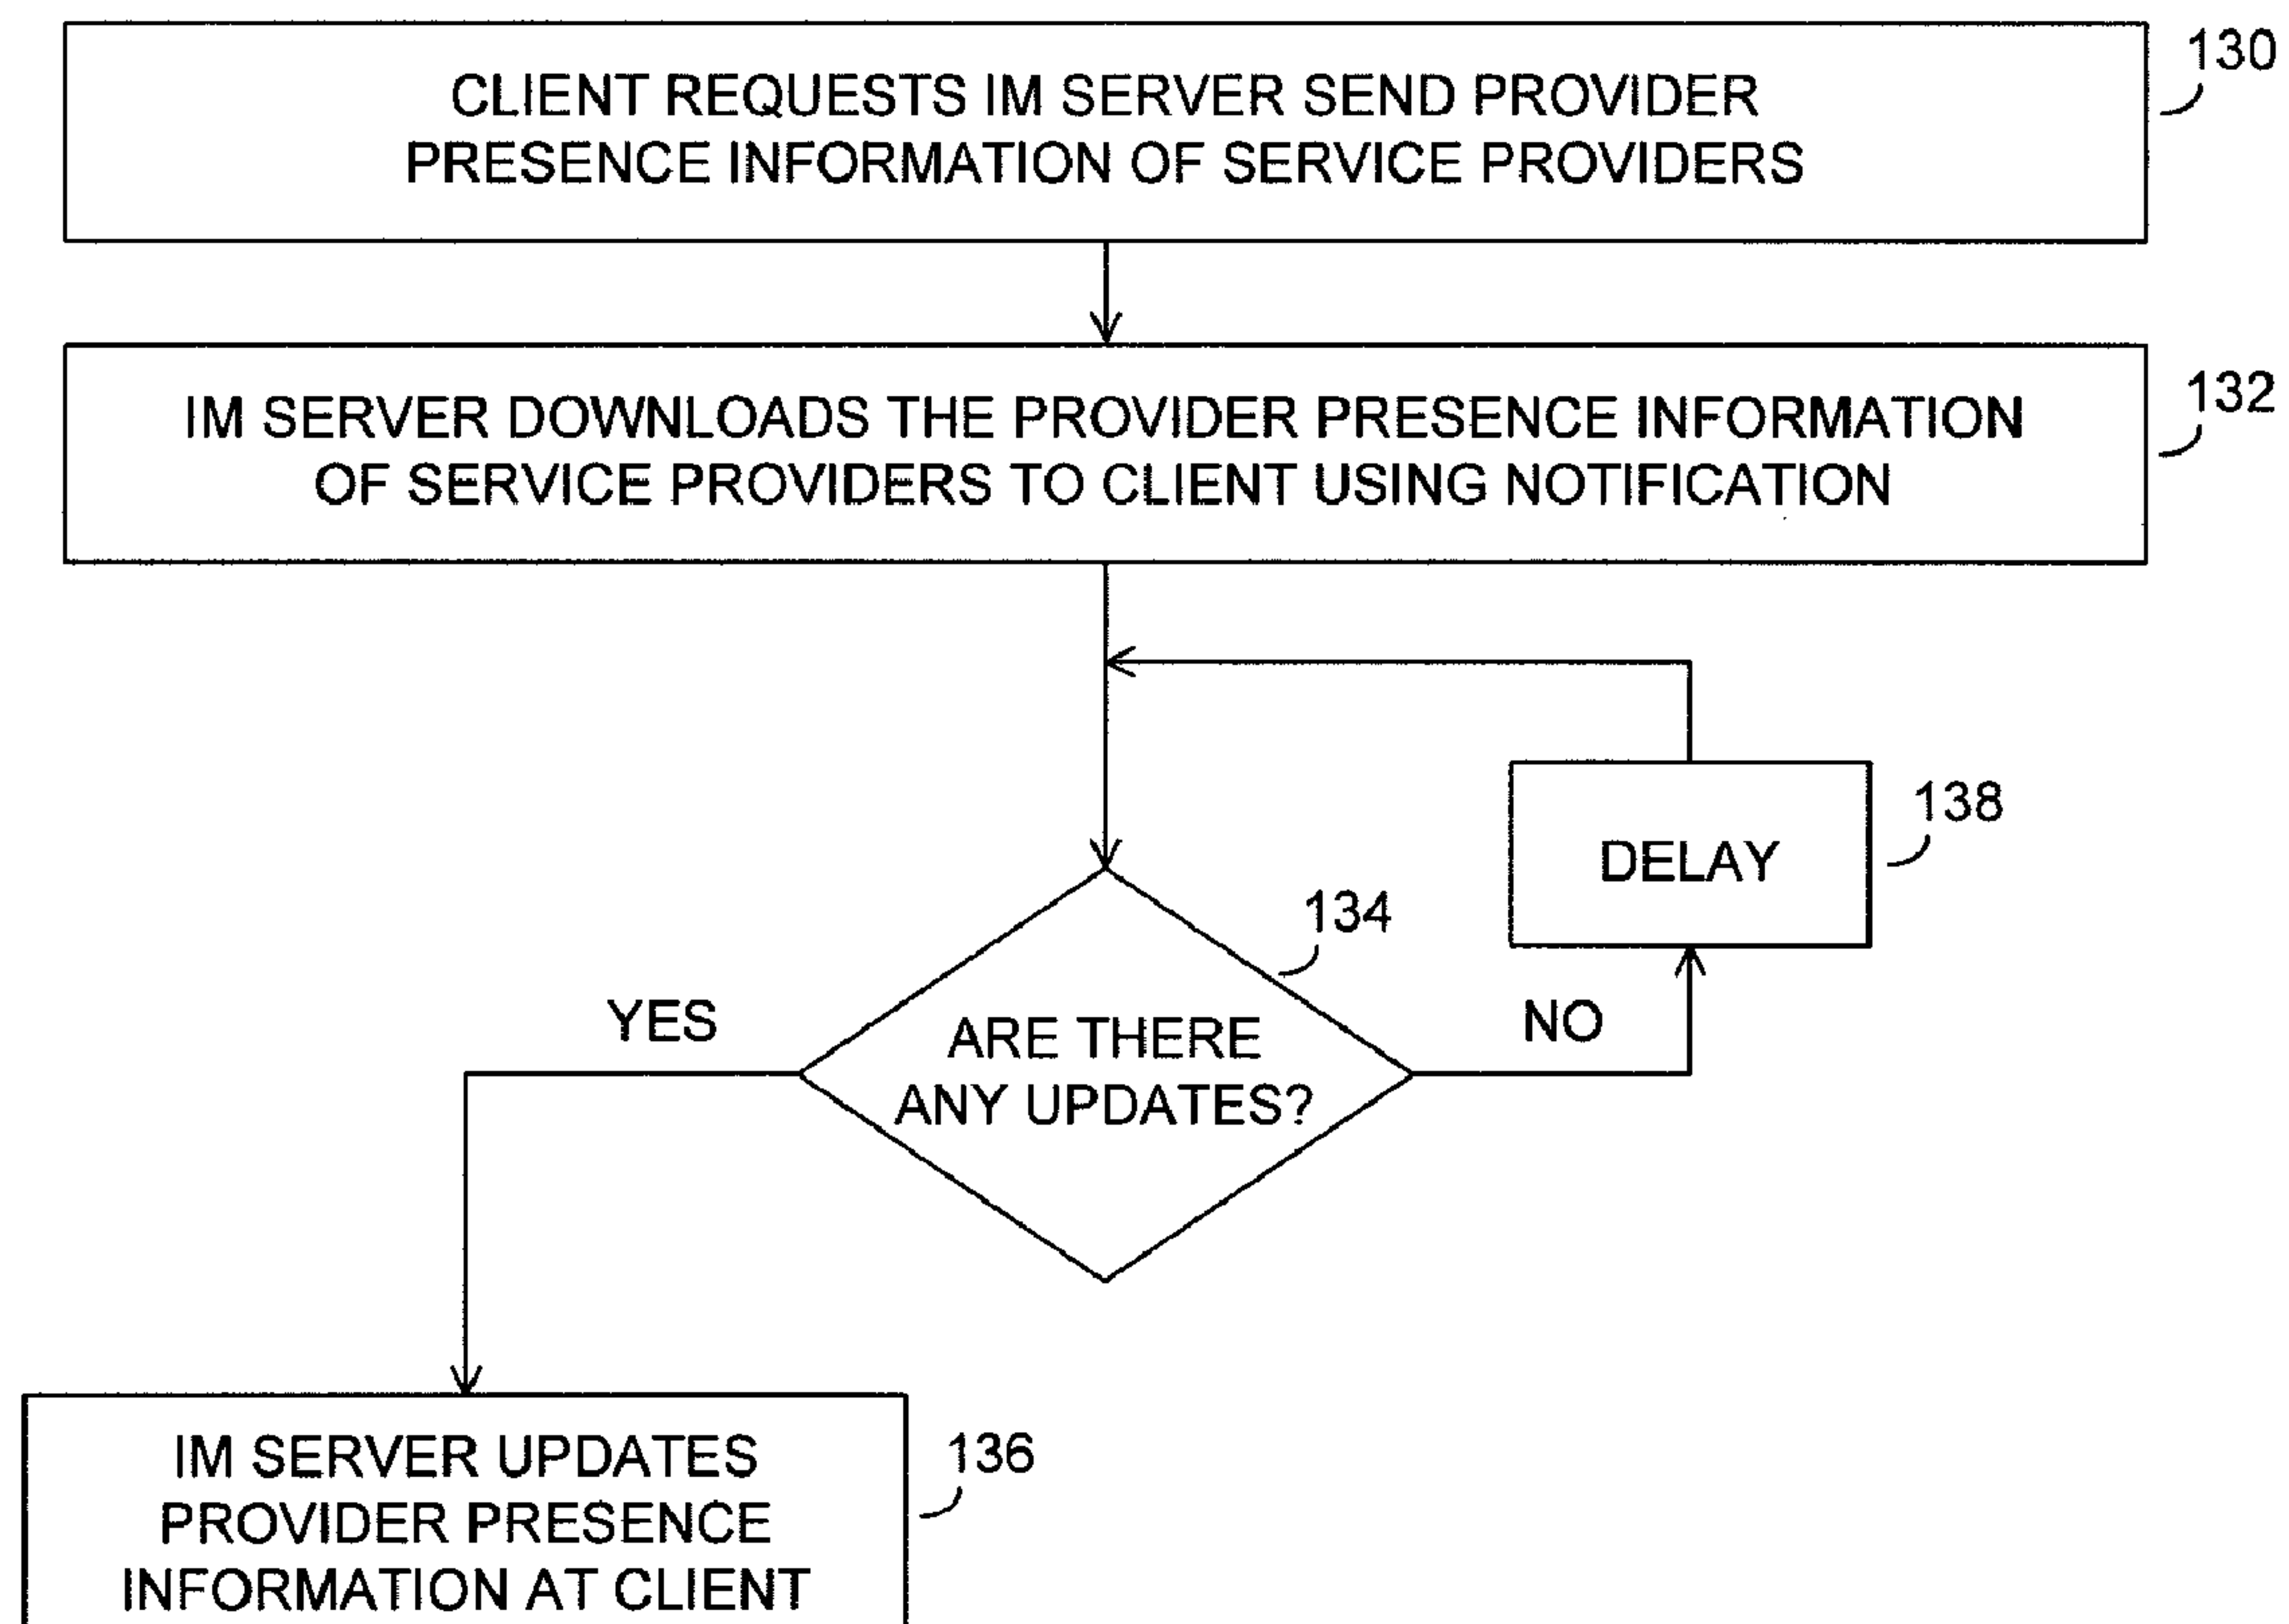 130
CLIENT REQUESTS IM SERVER SEND PROVIDER
PRESENCE INFORMATION OF SERVICE PROVIDERS
132
IM SERVER DOWNLOADS THE PROVIDER PRESENCE INFORMATION
OF SERVICE PROVIDERS TO CLIENT USING NOTIFICATION
138
DELAY
134
YES
ARE THERE
ANY UPDATES?
NO
136
IM SERVER UPDATES
PROVIDER PRESENCE
INFORMATION AT CLIENT